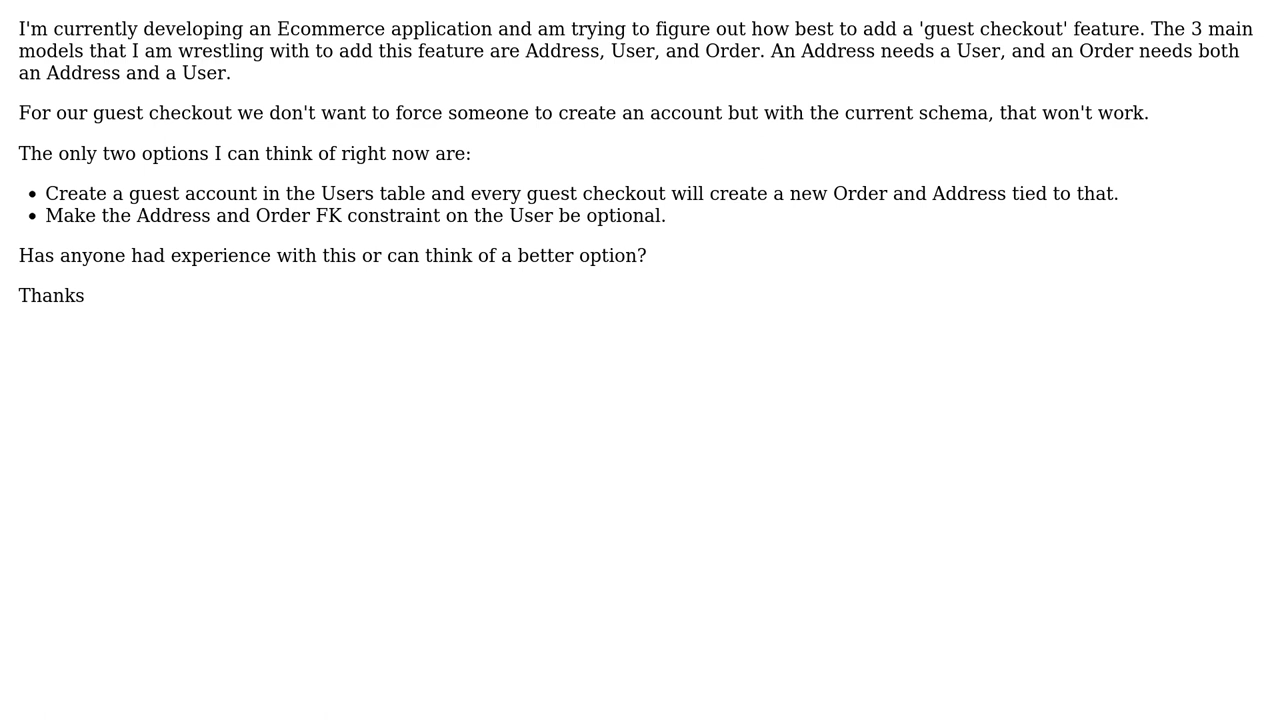 I'm currently developing an Ecommerce application and am trying to figure out how best to add a 'guest checkout' feature. The 3 main
models that I am wrestling with to add this feature are Address, User, and Order. An Address needs a User, and an Order needs both
an Address and a User.
For our guest checkout we don't want to force someone to create an account but with the current schema, that won't work.
The only two options I can think of right now are:
• Create a guest account in the Users table and every guest checkout will create a new Order and Address tied to that.
• Make the Address and Order FK constraint on the User be optional.
Has anyone had experience with this or can think of a better option?
Thanks